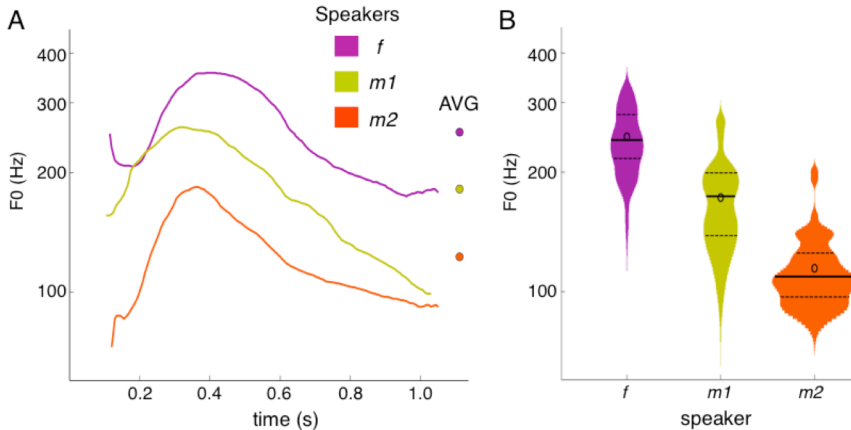 A
Speakers
f
m1
m2
AVG
F0 (Hz)
400
300
200
100
0.2 0.4 0.6 0.8 1.0
time (s)
B
F0 (Hz)
400
300
200
100
f m1 m2
speaker